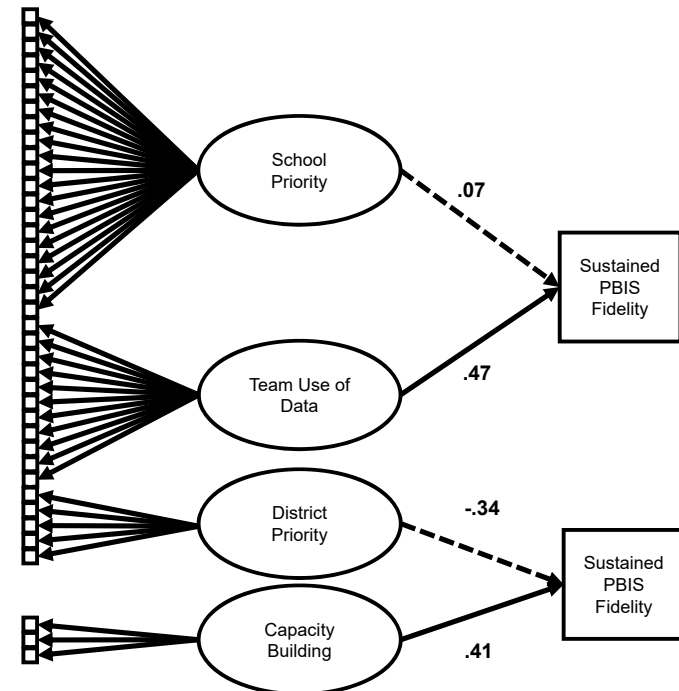 School
Priority
.07
Sustained
PBIS
Fidelity
Team Use of
Data
.47
District
Priority
-.34
Sustained
PBIS
Fidelity
Capacity
Building
.41